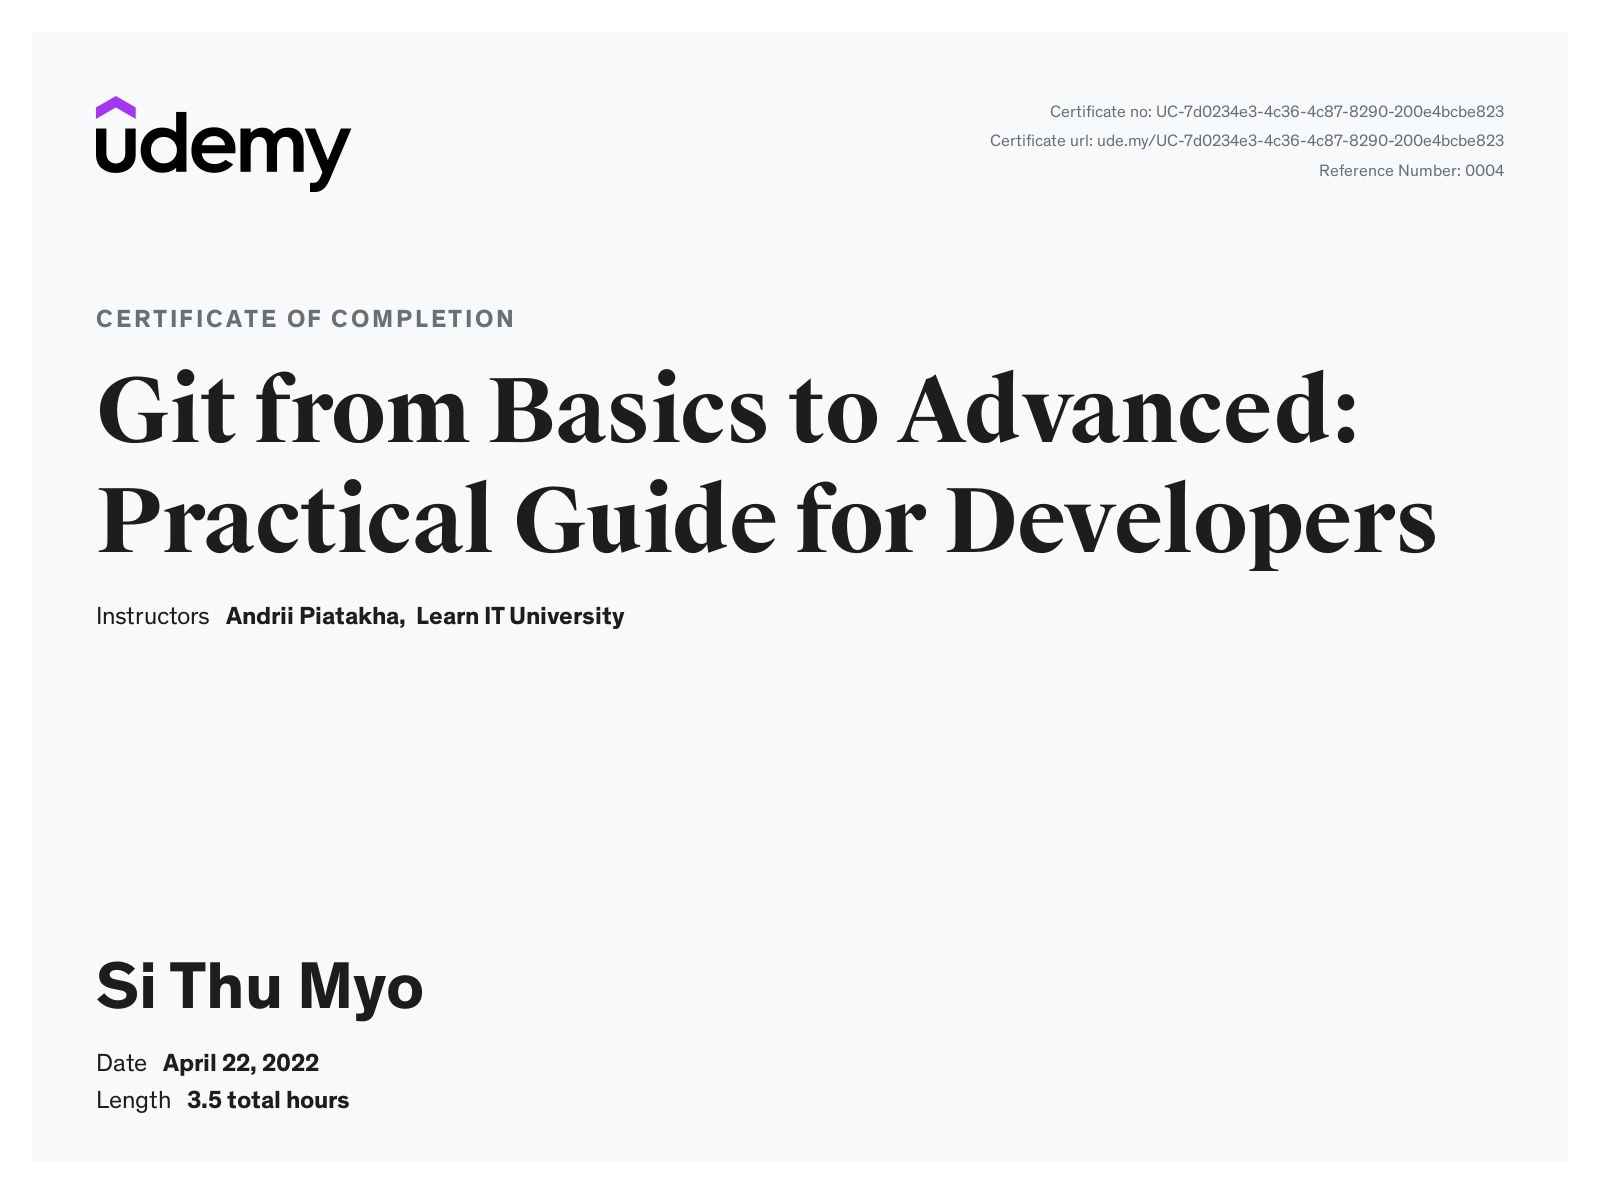 udemy
Certificate no: UC-7d0234e3-4c36-4c87-8290-200e4bcbe823
Certificate url: ude.my/UC-7d0234e3-4c36-4c87-8290-200e4bcbe823
Reference Number: 0004
CERTIFICATE OF COMPLETION
Git from Basics to Advanced:
Practical Guide for Developers
Instructors Andrii Piatakha, Learn IT University
Si Thu Myo
Date April 22, 2022
Length 3.5 total hours